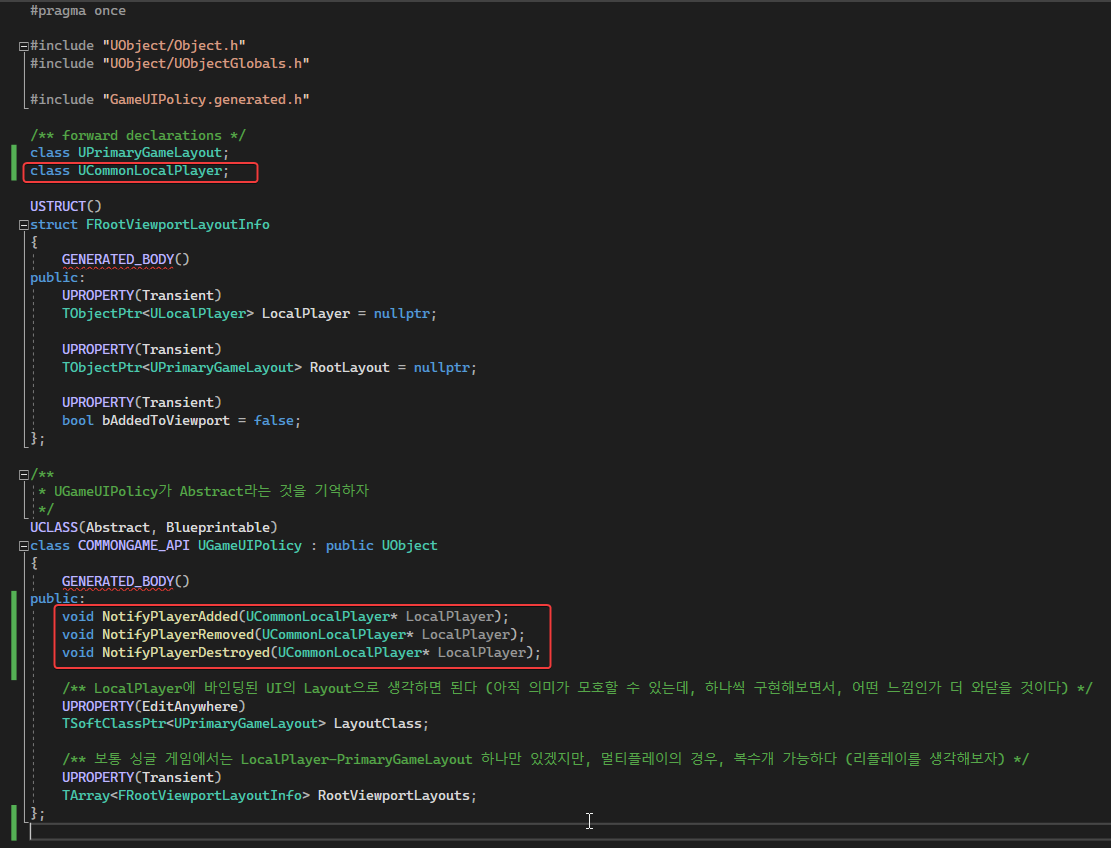 #pragma once
#include "UObject/Object.h"
#include "UObject/UObjectGlobals.h"
#include "GameUIPolicy.generated.h"
/** forward declarations */
class UPrimaryGameLayout;
class UCommonLocalPlayer;
USTRUCT()
struct FRootViewportLayoutInfo
{
GENERATED_BODY()
public:
UPROPERTY(Transient)
TObjectPtr<ULocalPlayer> LocalPlayer = nullptr;
UPROPERTY(Transient)
TObjectPtr<UPrimaryGameLayout> RootLayout = nullptr;
UPROPERTY(Transient)
bool bAddedToViewport = false;
};
/**
* UGameUIPolicy가 Abstract라는 것을 기억하자
*/
UCLASS(Abstract, Blueprintable)
class COMMONGAME_API UGameUIPolicy : public UObject
{
GENERATED_BODY()
public:
void NotifyPlayerAdded(UCommonLocalPlayer* LocalPlayer);
void NotifyPlayerRemoved(UCommonLocalPlayer* LocalPlayer);
void NotifyPlayerDestroyed(UCommonLocalPlayer* LocalPlayer);
/** LocalPlayer에 바인딩된 UI의 Layout으로 생각하면 된다 (아직 의미가 모호할 수 있는데, 하나씩 구현해보면서, 어떤 느낌인가 더 와닫을 것이다) */
UPROPERTY(EditAnywhere)
TSoftClassPtr<UPrimaryGameLayout> LayoutClass;
/** 보통 싱글 게임에서는 LocalPlayer-PrimaryGameLayout 하나만 있겠지만, 멀티플레이의 경우, 복수개 가능하다 (리플레이를 생각해보자) */
UPROPERTY(Transient)
TArray<FRootViewportLayoutInfo> RootViewportLayouts;
};